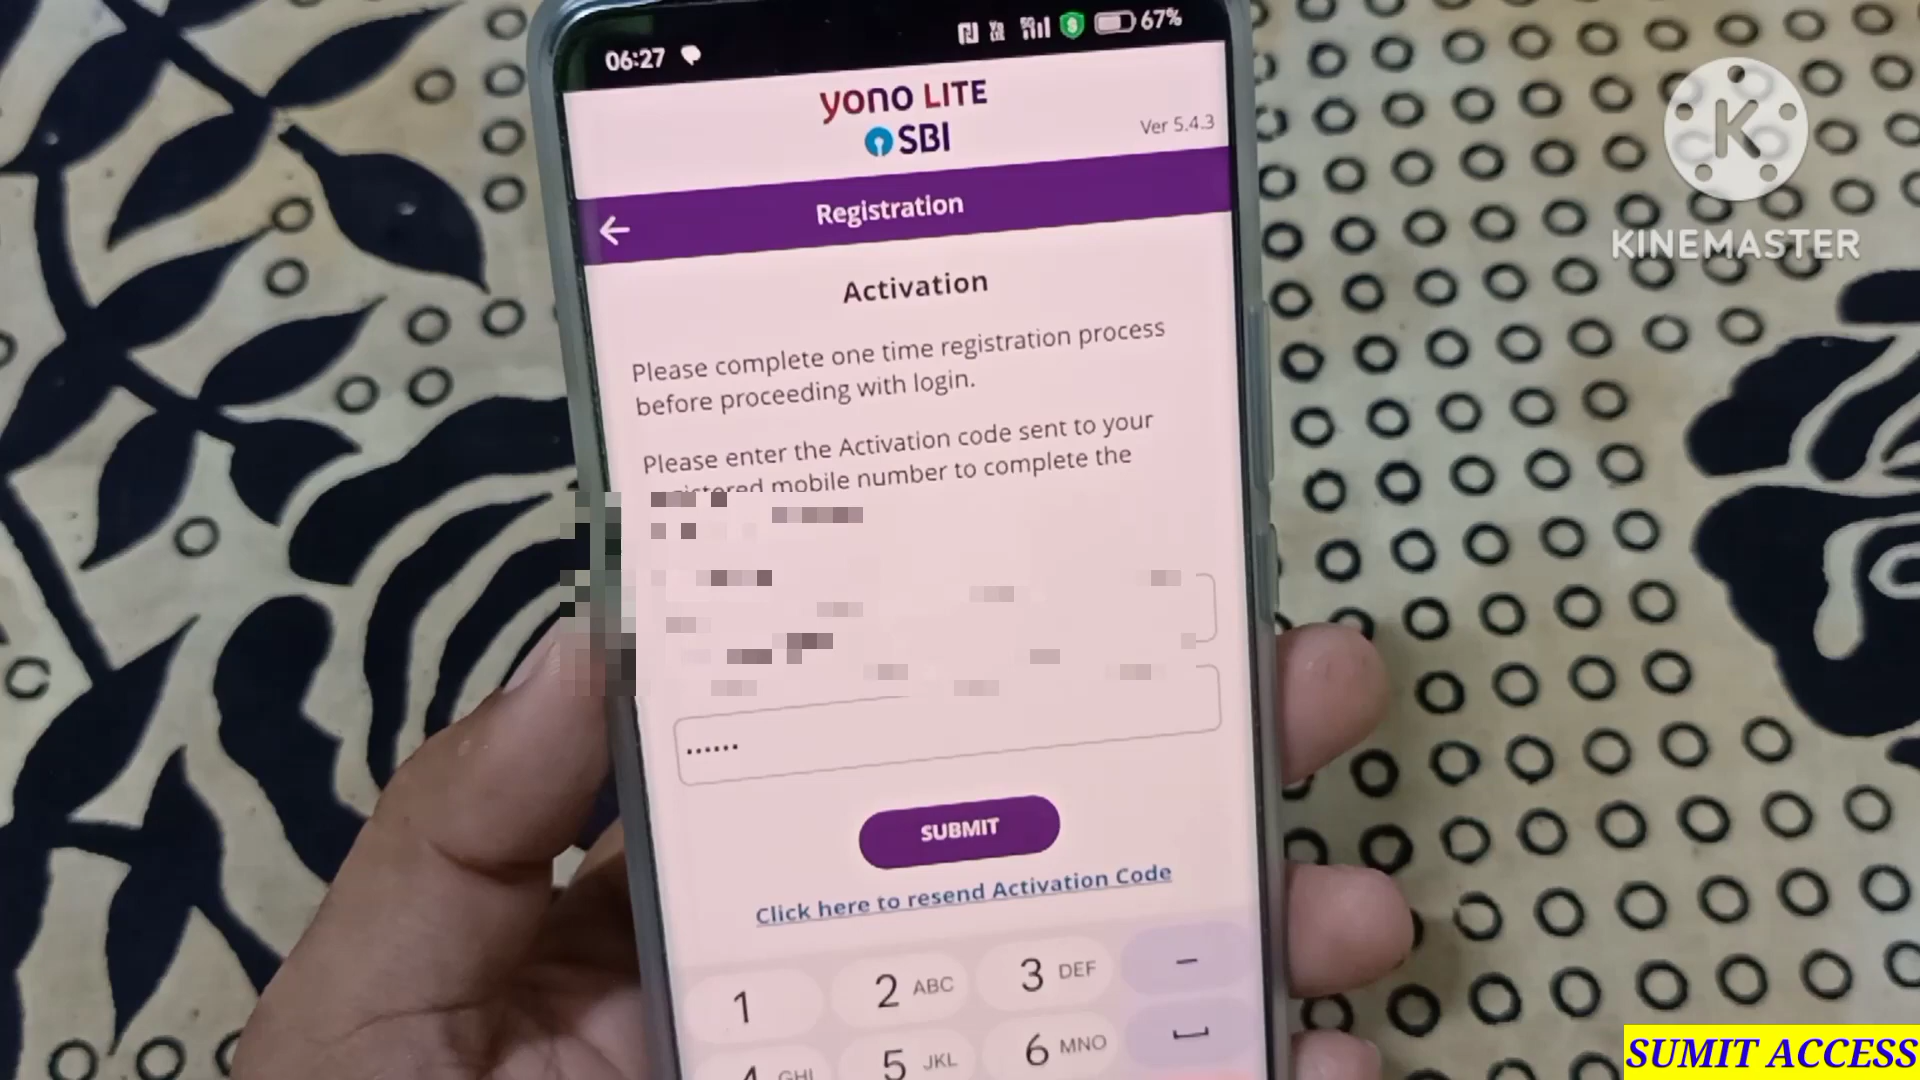 06:27
67%
yono LITE
SBI
Ver 5.4.3
Registration
Activation
Please complete one time registration process
before proceeding with login.
Please enter the Activation code sent to your
mobile number to complete the
......
SUBMIT
Click here to resend Activation Code
1
2 ABC
3 DEF
-
4 GHI
5 JKL
6 MNO
K
KINEMASTER
SUMIT ACCESS